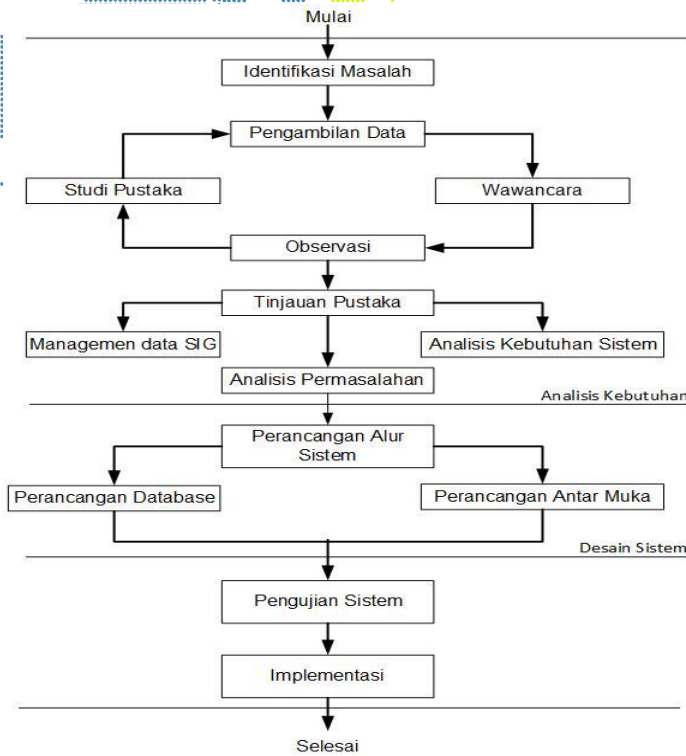 Mulai
Identifikasi Masalah
Pengambilan Data
Studi Pustaka
Wawancara
Observasi
Tinjauan Pustaka
Managemen data SIG
Analisis Kebutuhan Sistem
Analisis Permasalahan
Analisis Kebutuhan
Perancangan Alur
Sistem
Perancangan Database
Perancangan Antar Muka
Desain Sistem
Pengujian Sistem
Implementasi
Selesai